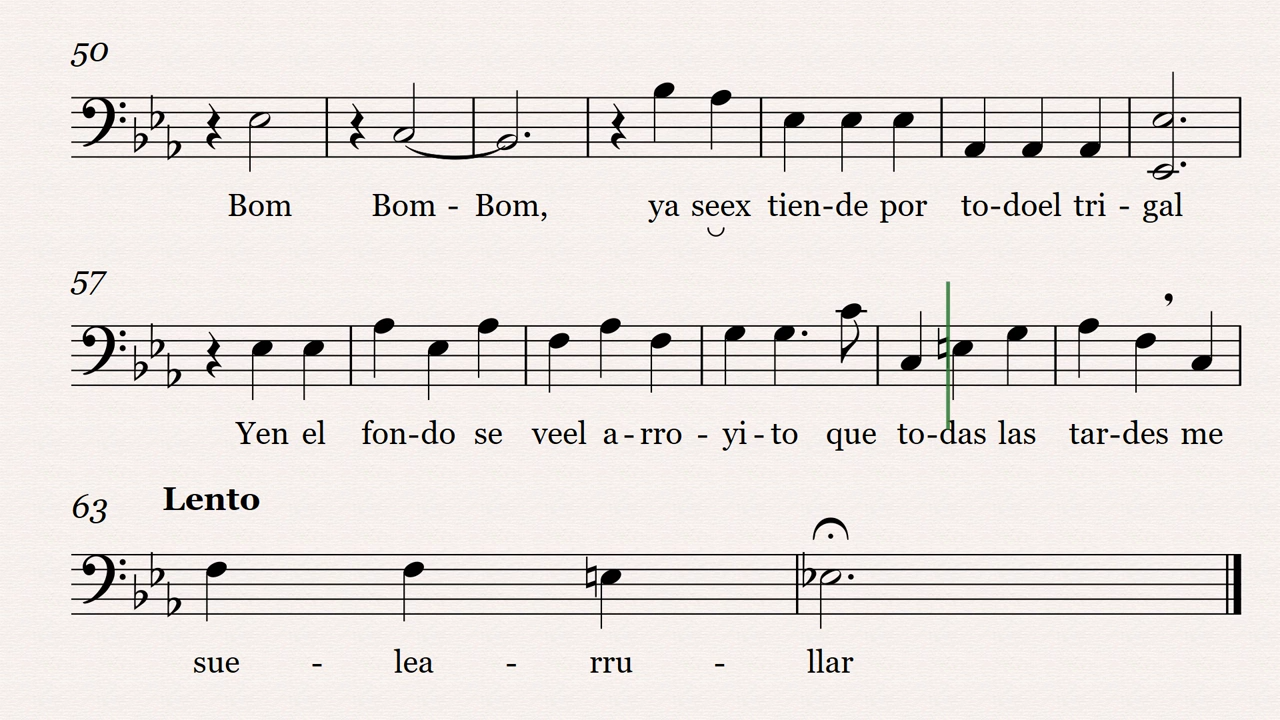 50
Bom Bom - Bom, ya seex tien-de por to-doel tri - gal
57
Yen el fon-do se veel a-rro - yi-to que to-das las tar-des me
63 Lento
sue - lea - rru - llar